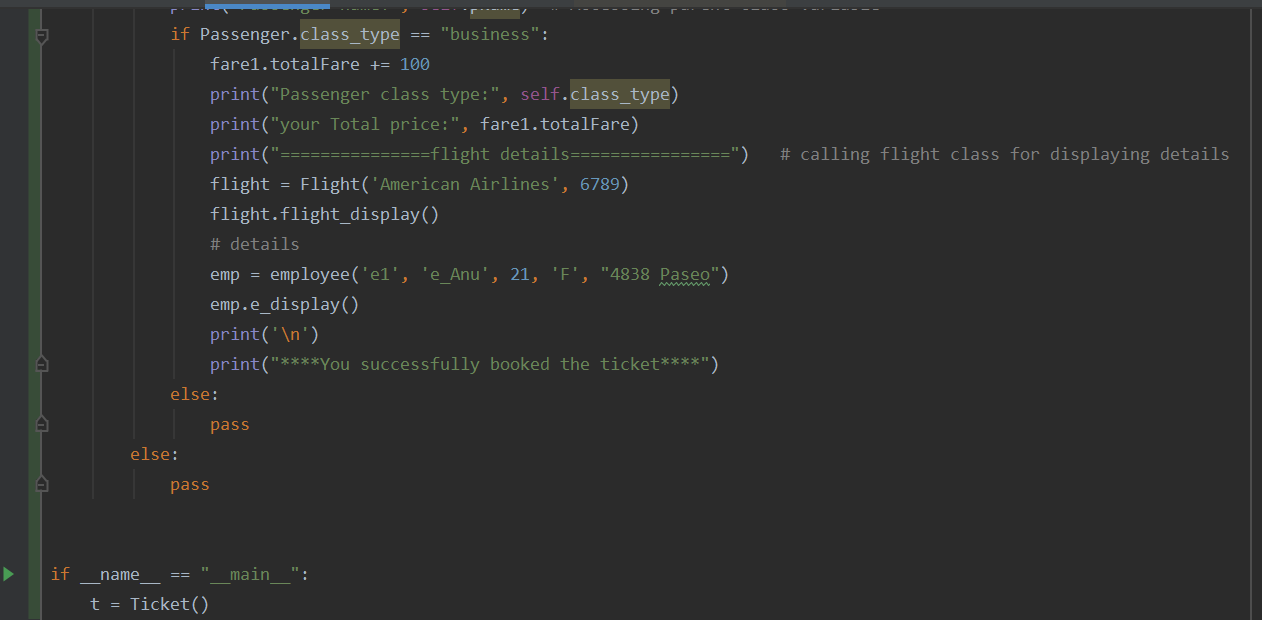 if Passenger.class_type == "business":
fare1.totalFare += 100
print("Passenger class type:", self.class_type)
print("your Total price:", fare1.totalFare)
print("===============flight details================")   # calling flight class for displaying details
flight = Flight('American Airlines', 6789)
flight.flight_display()
# details
emp = employee('e1', 'e_Anu', 21, 'F', "4838 Paseo")
emp.e_display()
print('\n')
print("****You successfully booked the ticket****")
else:
pass
else:
pass
if __name__ == "__main__":
t = Ticket()